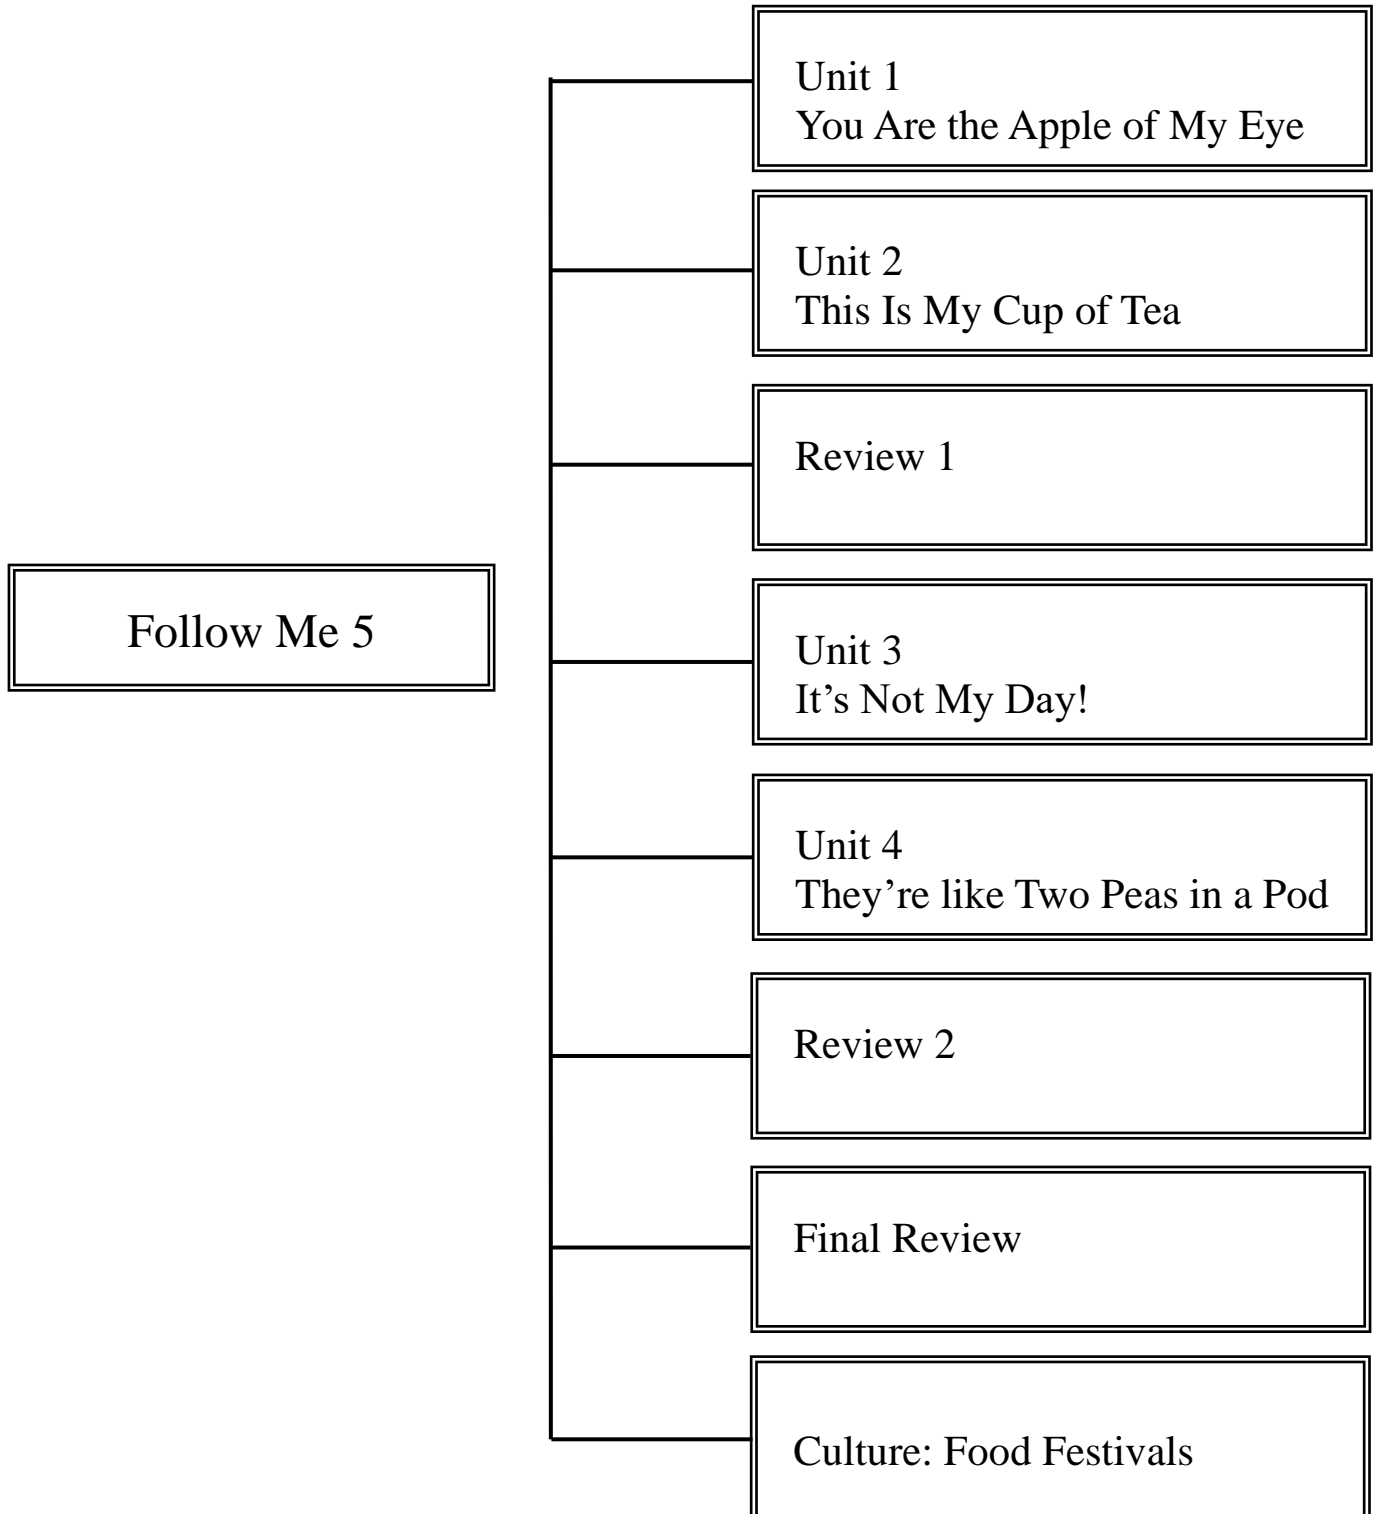 Unit 1
You Are the Apple of My Eye
Unit 2
This Is My Cup of Tea
Review 1
Follow Me 5
Unit 3
It’s Not My Day!
Unit 4
They’re like Two Peas in a Pod
Review 2
Final Review
Culture: Food Festivals